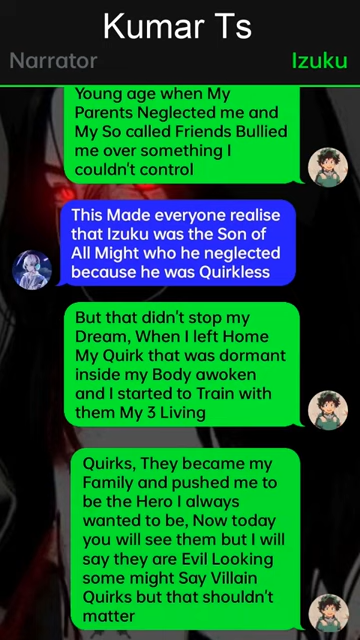 Kumar Ts
Narrator
Izuku
Young age when My
Parents Neglected me and
My So called Friends Bullied
me over something I
couldn't control
This Made everyone realise
that Izuku was the Son of
All Might who he neglected
because he was Quirkless
But that didn't stop my
Dream, When I left Home
My Quirk that was dormant
inside my Body awoken
and I started to Train with
them My 3 Living
Quirks, They became my
Family and pushed me to
be the Hero I always
wanted to be, Now today
you will see them but I will
say they are Evil Looking
some might Say Villain
Quirks but that shouldn't
matter